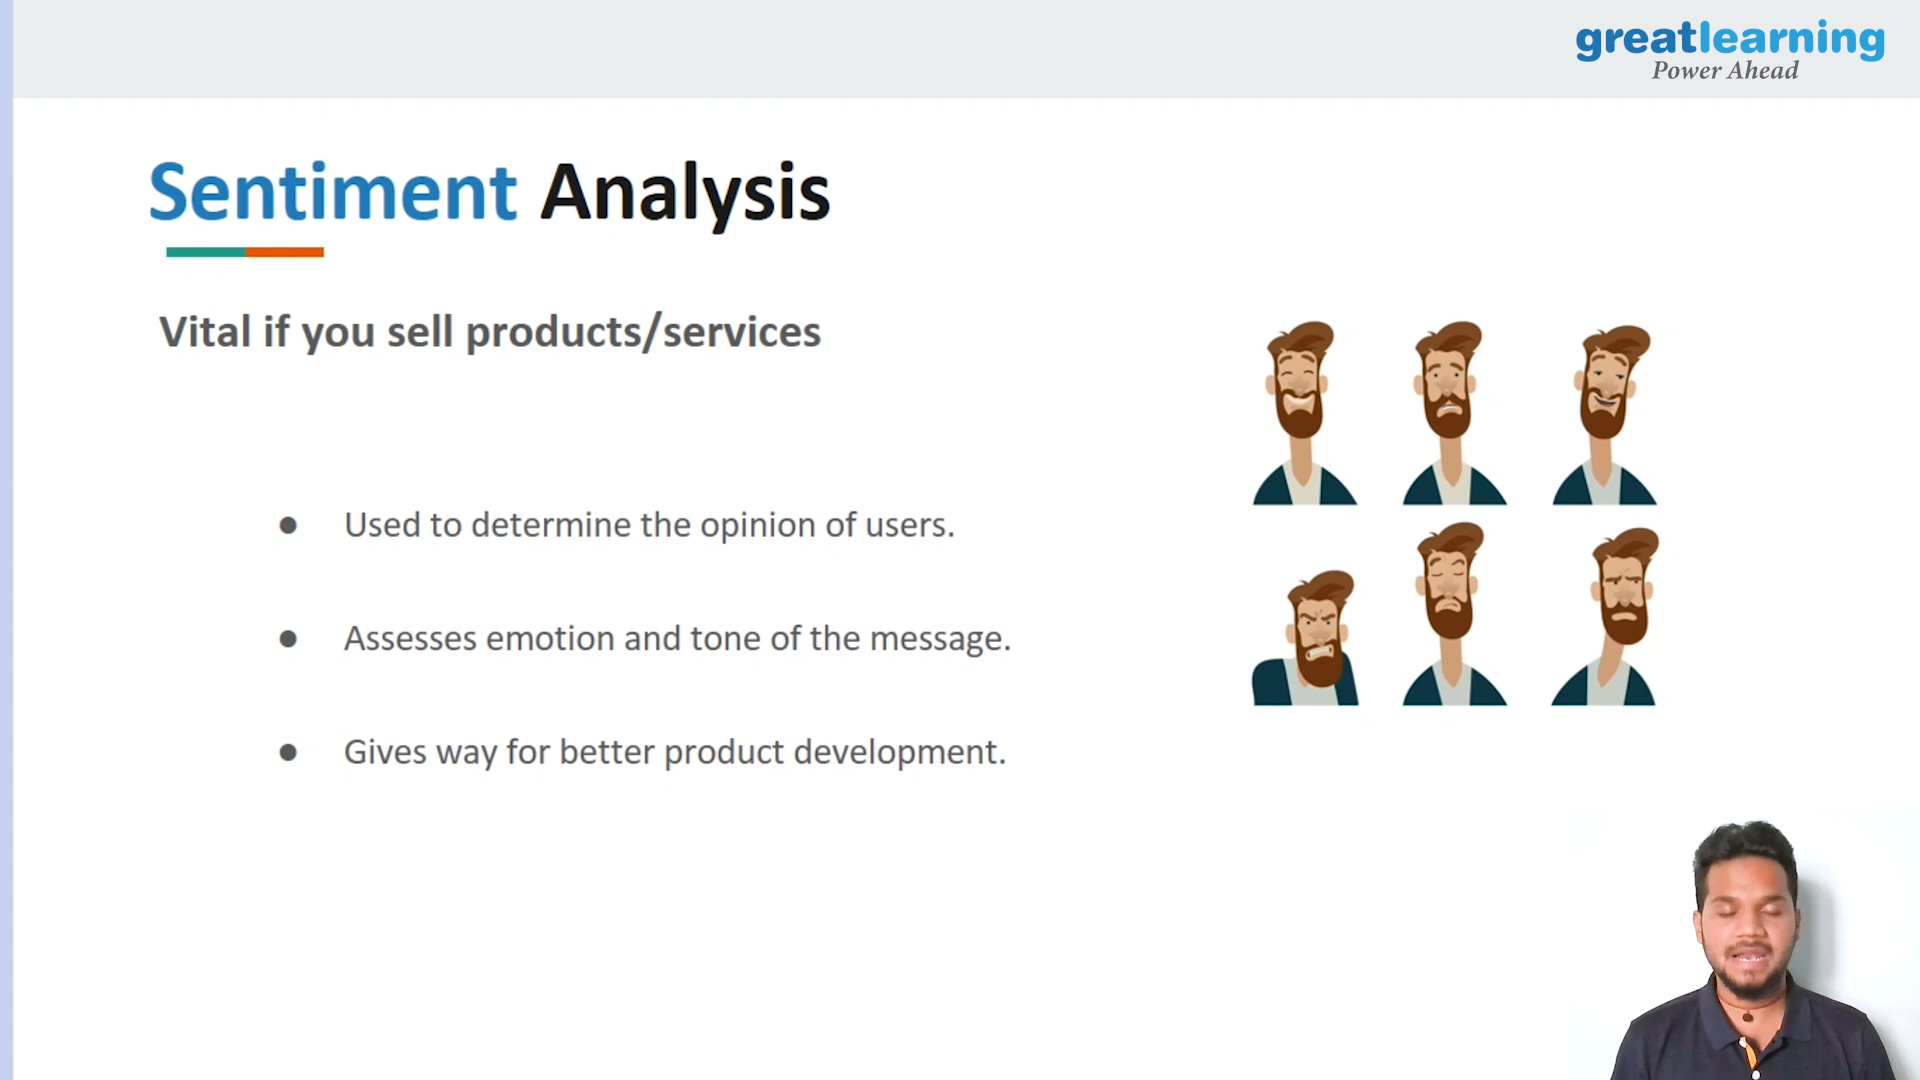 greatlearning
Power Ahead
Sentiment Analysis
Vital if you sell products/services
● Used to determine the opinion of users.
● Assesses emotion and tone of the message.
● Gives way for better product development.